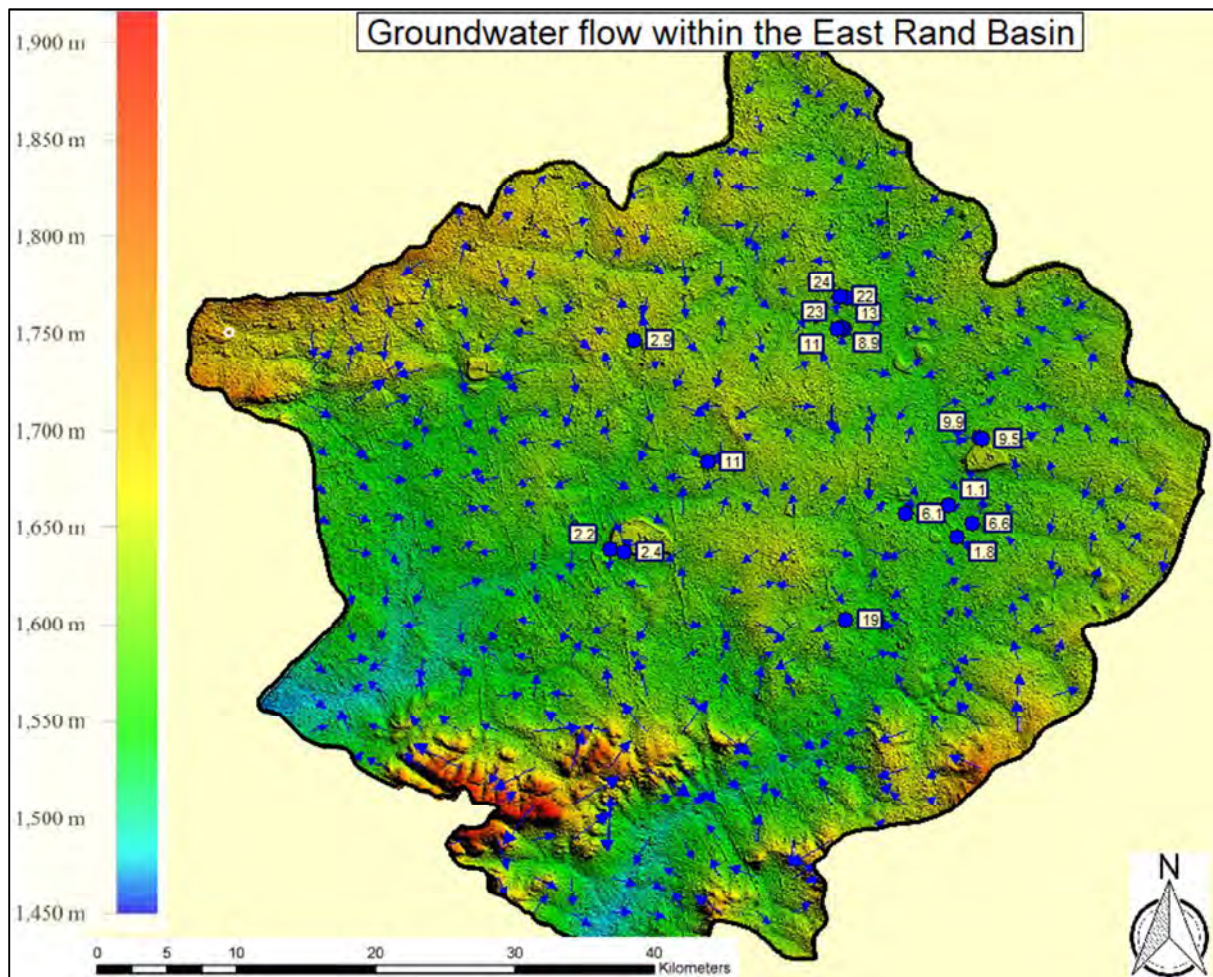 Groundwater flow within the East Rand Basin
1,900 m
1,850 m
1,800 m
1,750 m
1,700 m
1,650 m
1,600 m
1,550 m
1,500 m
1,450 m
24
22
23
13
11
8.9
2.9
9.9
9.5
11
1.1
6.1
6.6
2.2
2.4
1.8
19
N
0 5 10 20 30 40
Kilometers